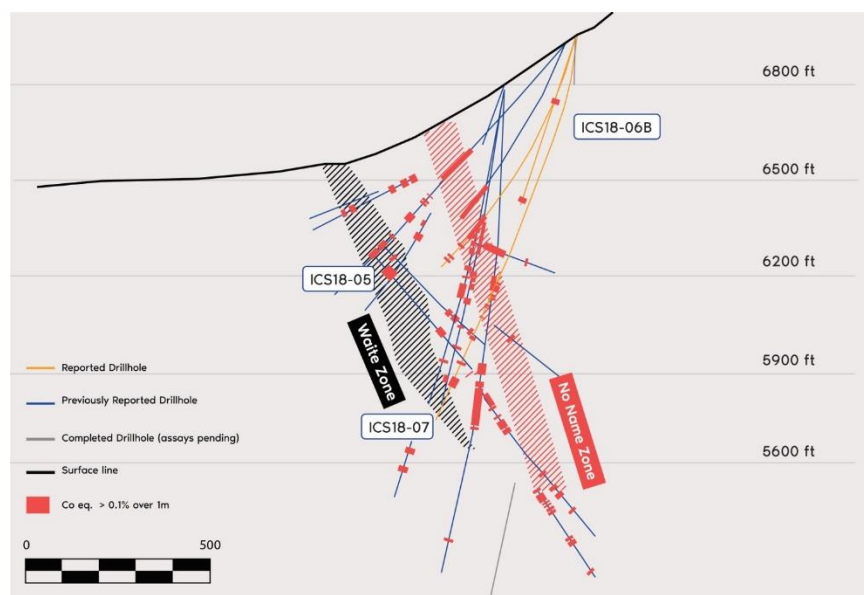 6800 ft
ICS18-06B
6500 ft
6200 ft
ICS18-05
Waite Zone
5900 ft
Reported Drillhole
Previously Reported Drillhole
No Name Zone
ICS18-07
Completed Drillhole (assays pending)
5600 ft
Surface line
Co eq. > 0.1% over 1m
0 500